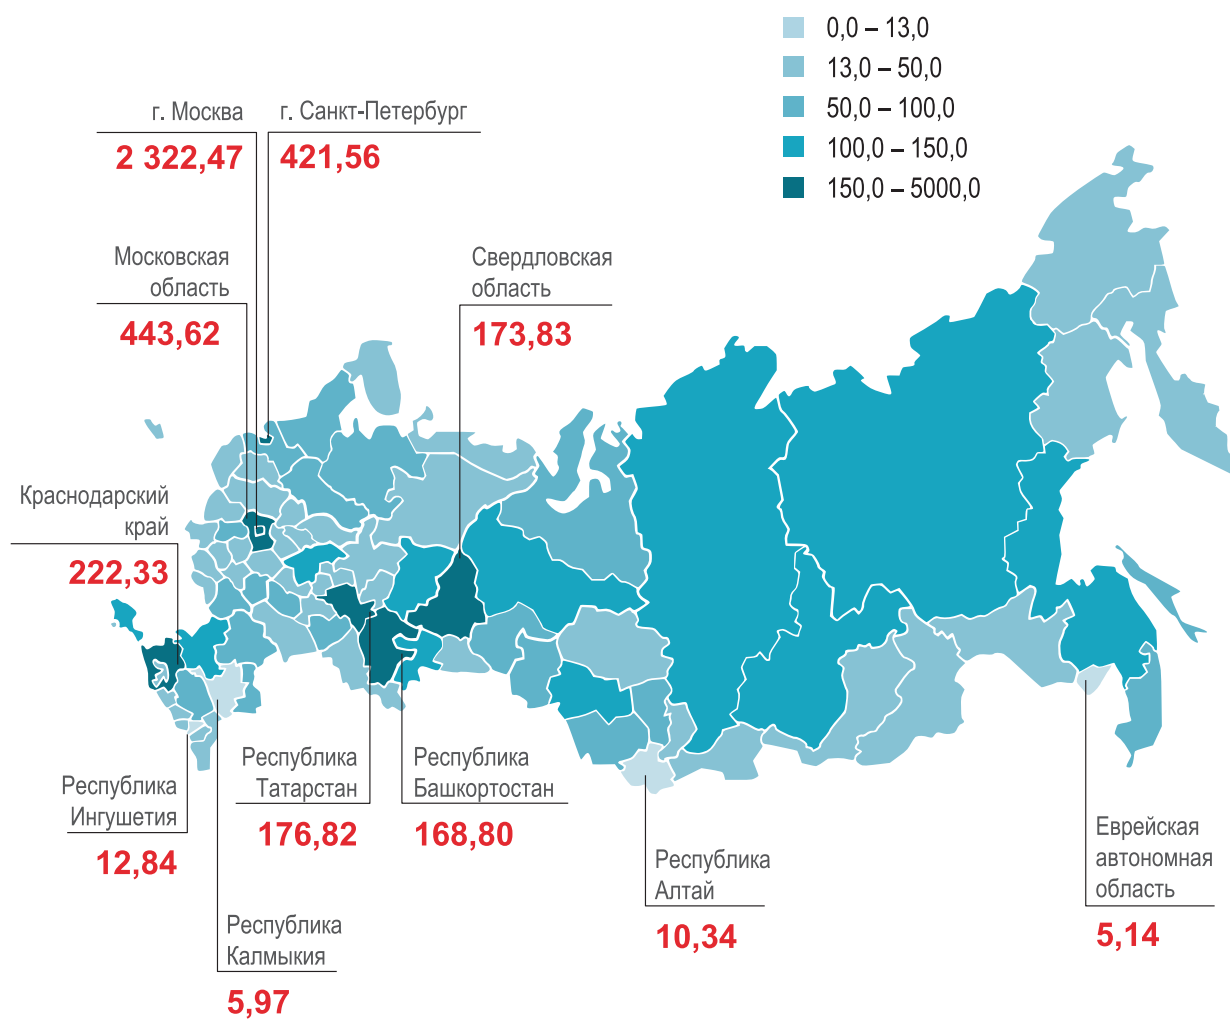 0,0 – 13,0
13,0 – 50,0
50,0 – 100,0
100,0 – 150,0
150,0 – 5000,0
г. Москва
2 322,47
г. Санкт-Петербург
421,56
Московская
область
443,62
Свердловская
область
173,83
Краснодарский
край
222,33
Республика
Ингушетия
12,84
Республика
Татарстан
176,82
Республика
Башкортостан
168,80
Республика
Калмыкия
5,97
Республика
Алтай
10,34
Еврейская
автономная
область
5,14